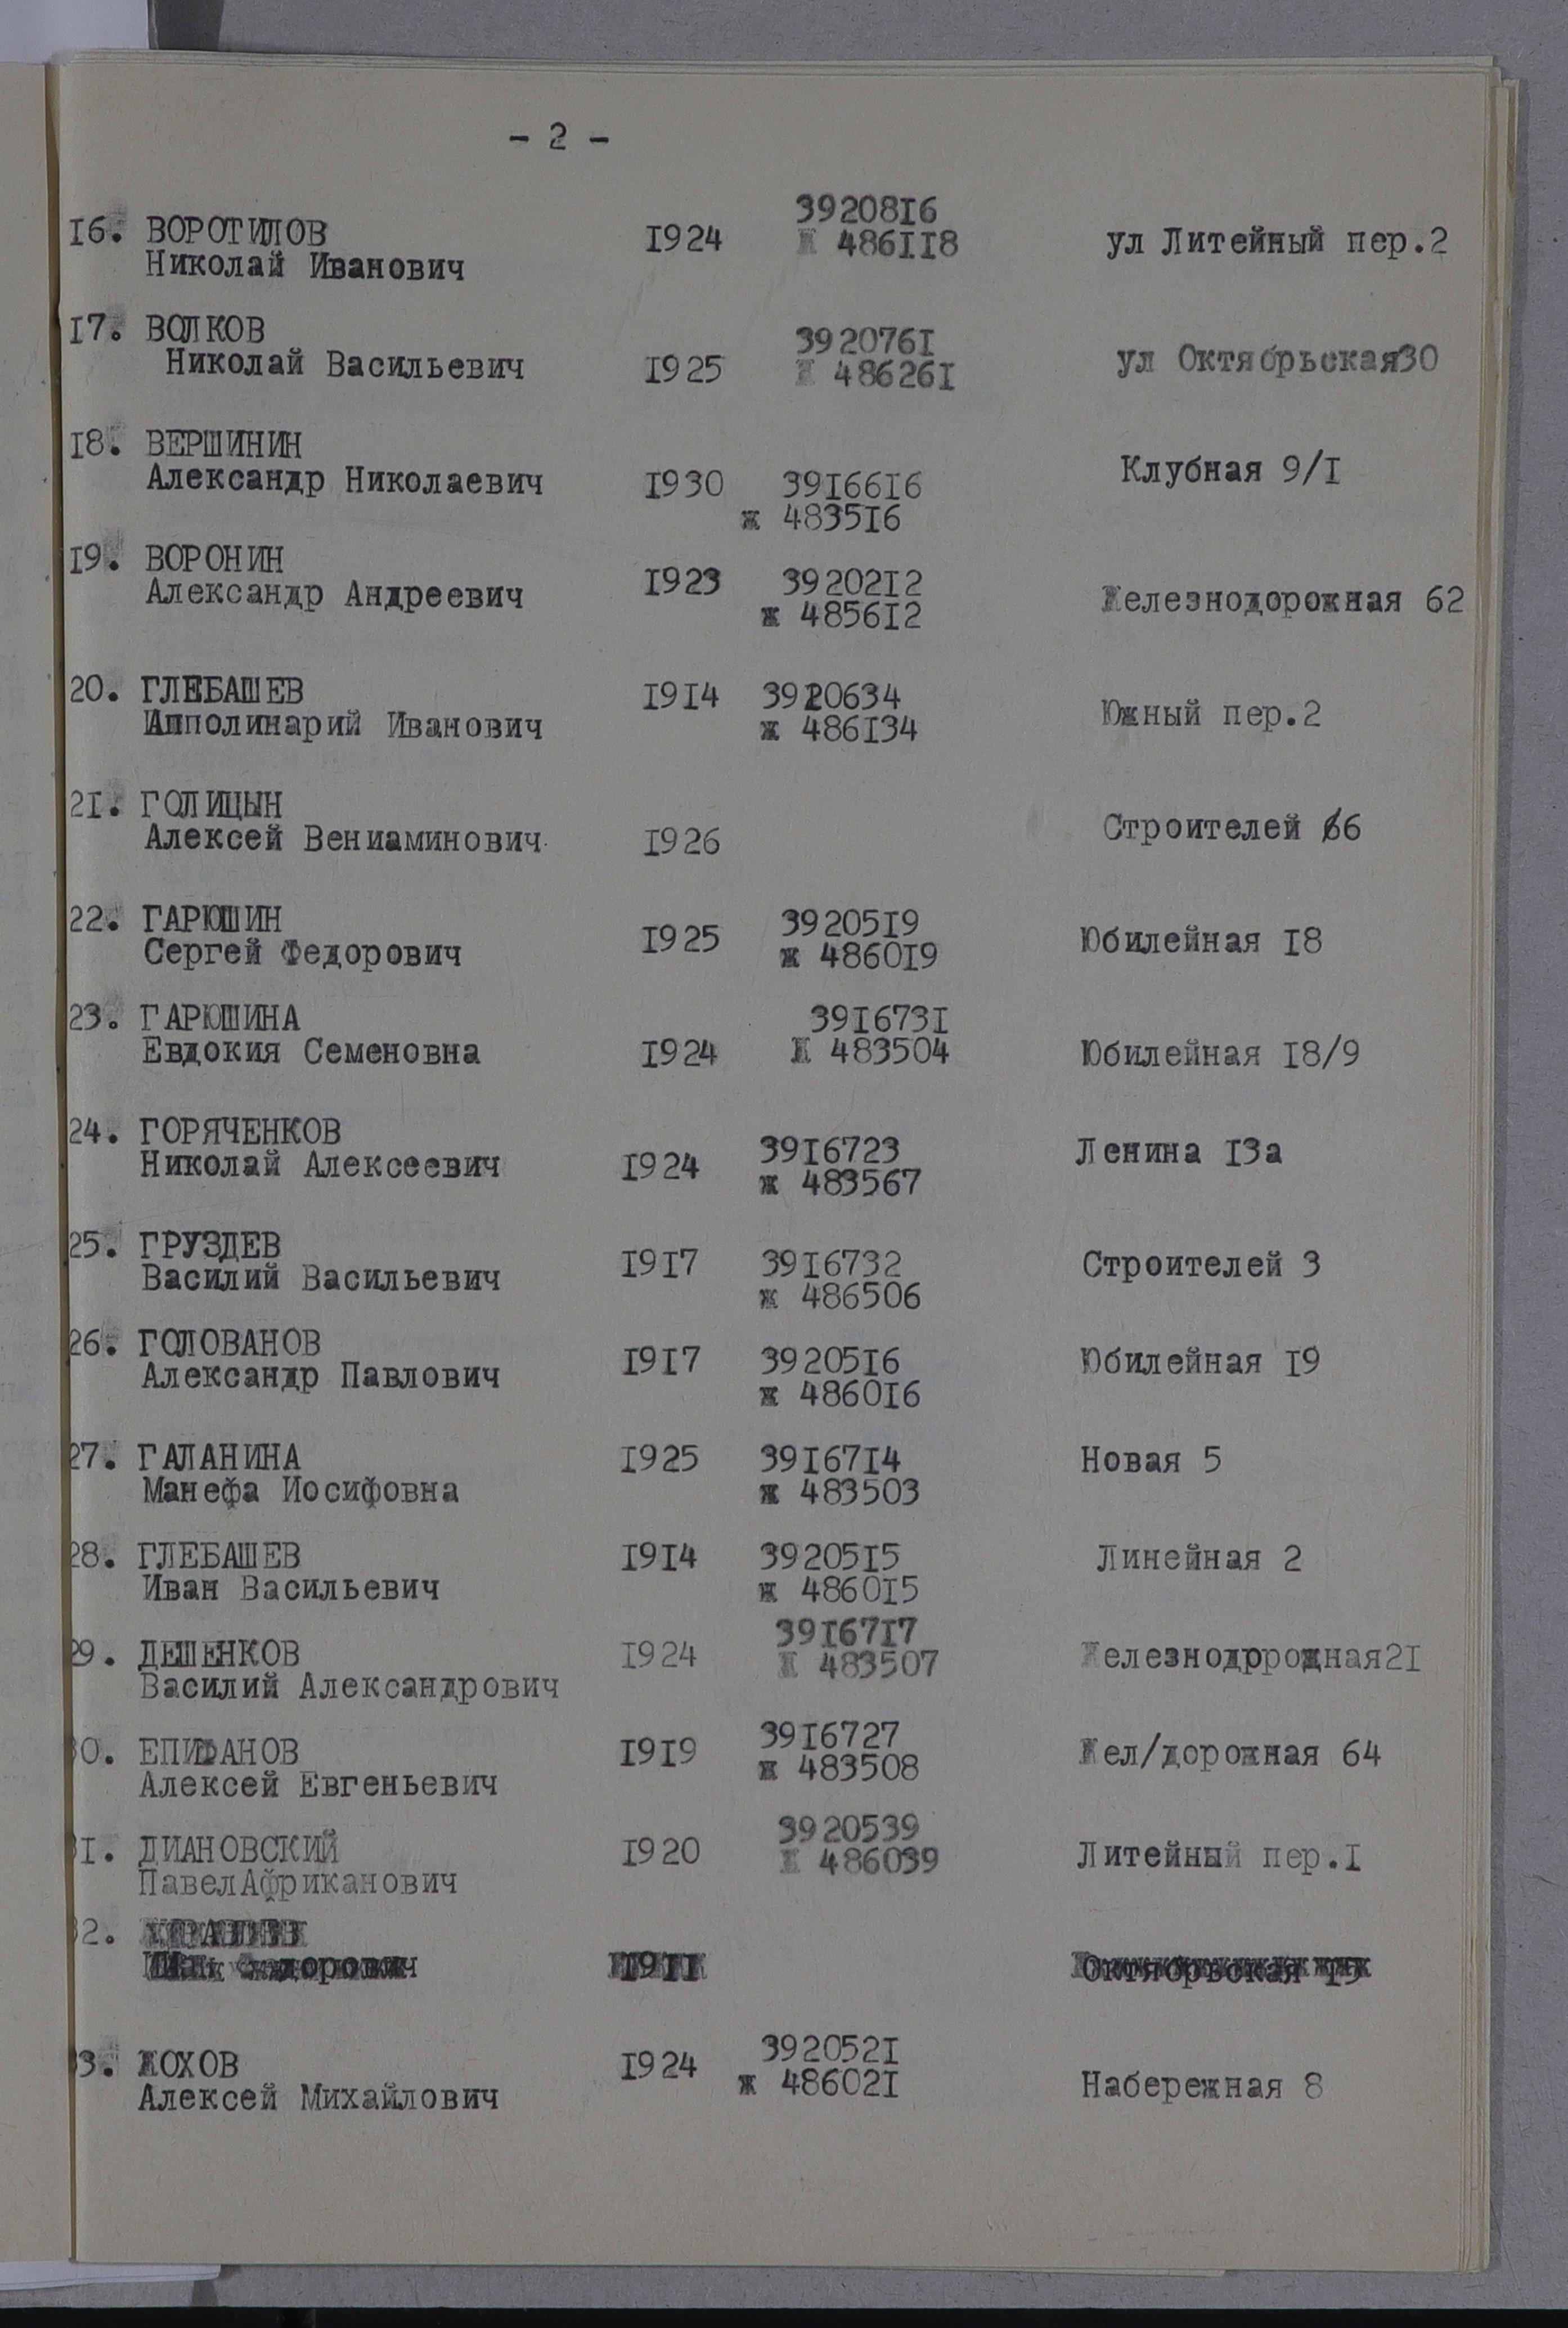 - 2 -
16. ВОРОТИЛОВ 1924 3920816
Николай Иванович Ж 486118 ул Литейный пер.2
17. ВОЛКОВ 3920761
Николай Васильевич 1925 Ж 486261 ул Октябрьская30
18. ВЕРШИНИН Клубная 9/1
Александр Николаевич 1930 3916616
ж 483516
19. ВОРОНИН 1923 3920212
Александр Андреевич ж 485612 Железнодорожная 62
20. ГЛЕБАШЕВ 1914 3920634
Апполинарий Иванович ж 486134 Южный пер.2
21. ГОЛИЦЫН Строителей 66
Алексей Вениаминович 1926
22. ГАРЮШИН 1925 3920519 Юбилейная 18
Сергей Федорович ж 486019
23. ГАРЮШИНА 3916731
Евдокия Семеновна 1924 Ж 483504 Юбилейная 18/9
24. ГОРЯЧЕНКОВ 3916723 Ленина 13а
Николай Алексеевич 1924 ж 483567
25. ГРУЗДЕВ 1917 3916732 Строителей 3
Василий Васильевич ж 486506
26. ГОЛОВАНОВ 1917 3920516 Юбилейная 19
Александр Павлович ж 486016
27. ГАЛАНИНА 1925 3916714 Новая 5
Манефа Иосифовна ж 483503
28. ГЛЕБАШЕВ 1914 3920515 Линейная 2
Иван Васильевич ж 486015
29. ДЕШЕНКОВ 1924 3916717 Железнодррожная21
Василий Александрович Ж 483507
30. ЕПИФАНОВ 1919 3916727 Жел/дорожная 64
Алексей Евгеньевич ж 483508
31. ДИАНОВСКИЙ 1920 3920539 Литейный пер.1
ПавелАфриканович Ж 486039
32.
1911 Октябрьская
33. ЖОХОВ 1924 3920521
Алексей Михайлович ж 486021 Набережная 8